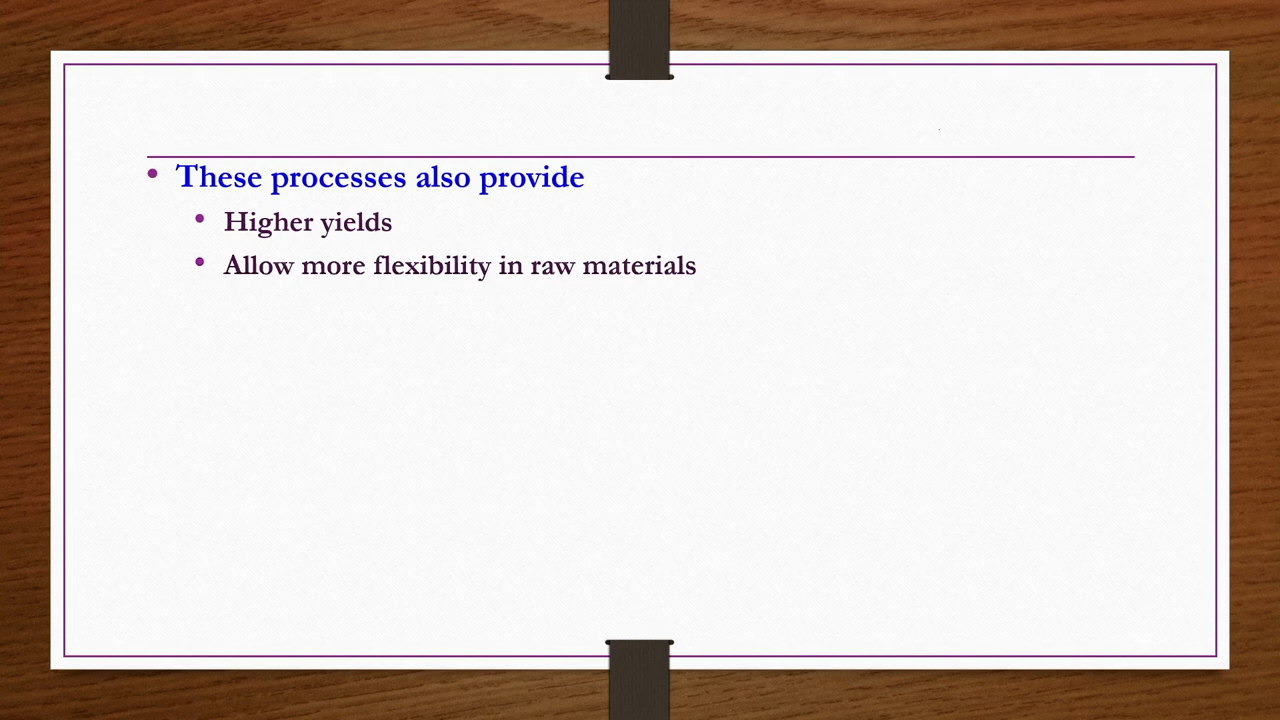 • These processes also provide
• Higher yields
• Allow more flexibility in raw materials